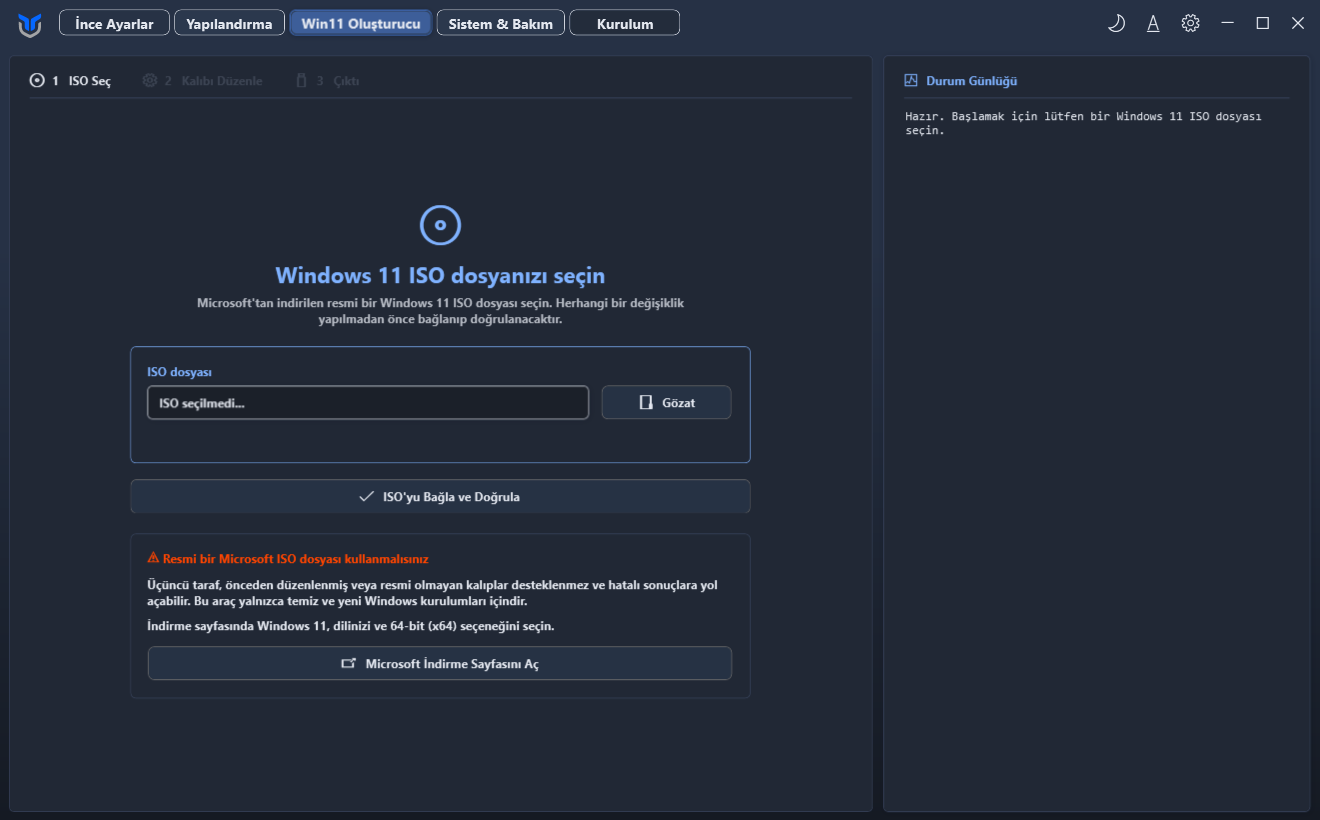 İnce Ayarlar
Yapılandırma
Win11 Oluşturucu
Sistem & Bakım
Kurulum
1 ISO Seç
2 Kalıbı Düzenle
3 Çıktı
Windows 11 ISO dosyanızı seçin
Microsoft'tan indirilen resmi bir Windows 11 ISO dosyası seçin. Herhangi bir değişiklik
yapılmadan önce bağlanıp doğrulanacaktır.
ISO dosyası
ISO seçilmedi...
Gözat
ISO'yu Bağla ve Doğrula
Resmi bir Microsoft ISO dosyası kullanmalısınız
Üçüncü taraf, önceden düzenlenmiş veya resmi olmayan kalıplar desteklenmez ve hatalı sonuçlara yol
açabilir. Bu araç yalnızca temiz ve yeni Windows kurulumları içindir.
İndirme sayfasında Windows 11, dilinizi ve 64-bit (x64) seçeneğini seçin.
Microsoft İndirme Sayfasını Aç
Durum Günlüğü
Hazır. Başlamak için lütfen bir Windows 11 ISO dosyası
seçin.